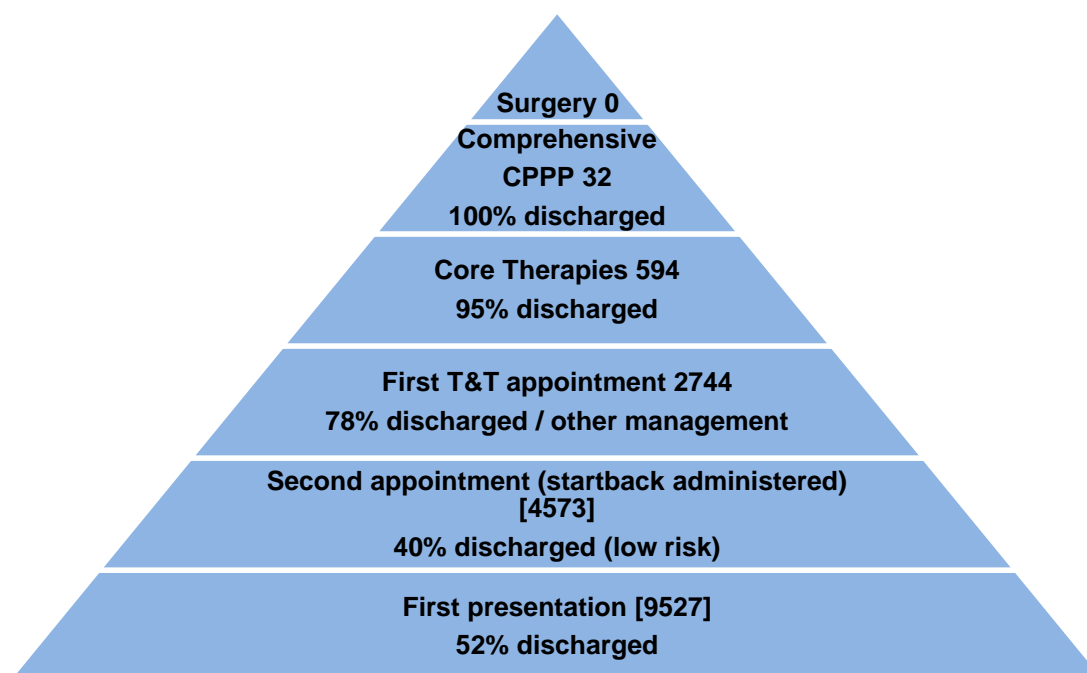 Surgery 0
Comprehensive
CPPP 32
100% discharged
Core Therapies 594
95% discharged
First T&T appointment 2744
78% discharged / other management
Second appointment (startback administered)
[4573]
40% discharged (low risk)
First presentation [9527]
52% discharged